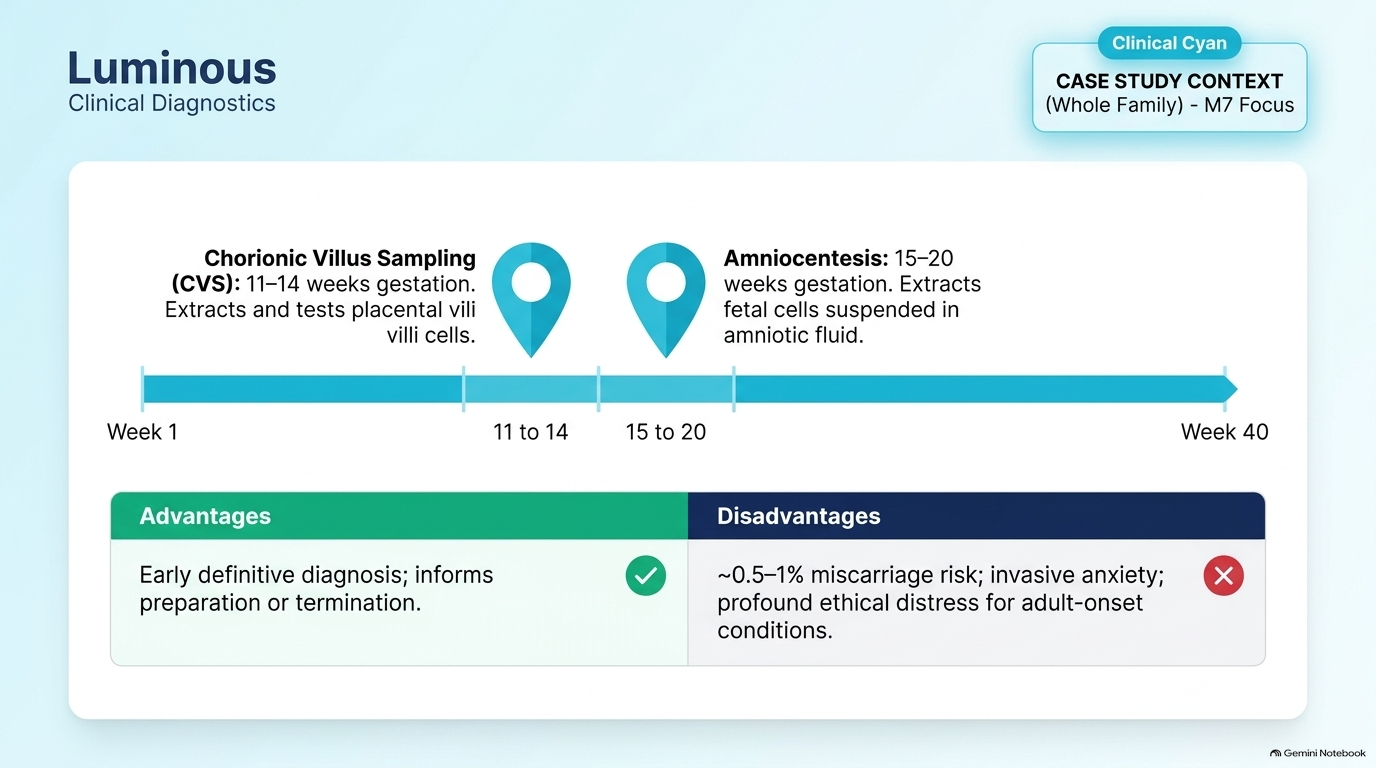 Luminous
Clinical Diagnostics
Clinical Cyan
CASE STUDY CONTEXT
(Whole Family) - M7 Focus
Chorionic Villus Sampling
(CVS): 11–14 weeks gestation.
Extracts and tests placental vili
villi cells.
Amniocentesis: 15–20
weeks gestation. Extracts
fetal cells suspended in
amniotic fluid.
Week 1
11 to 14
15 to 20
Week 40
Advantages
Early definitive diagnosis; informs
preparation or termination.
Disadvantages
~0.5–1% miscarriage risk; invasive anxiety;
profound ethical distress for adult-onset
conditions.
Gemini Notebook